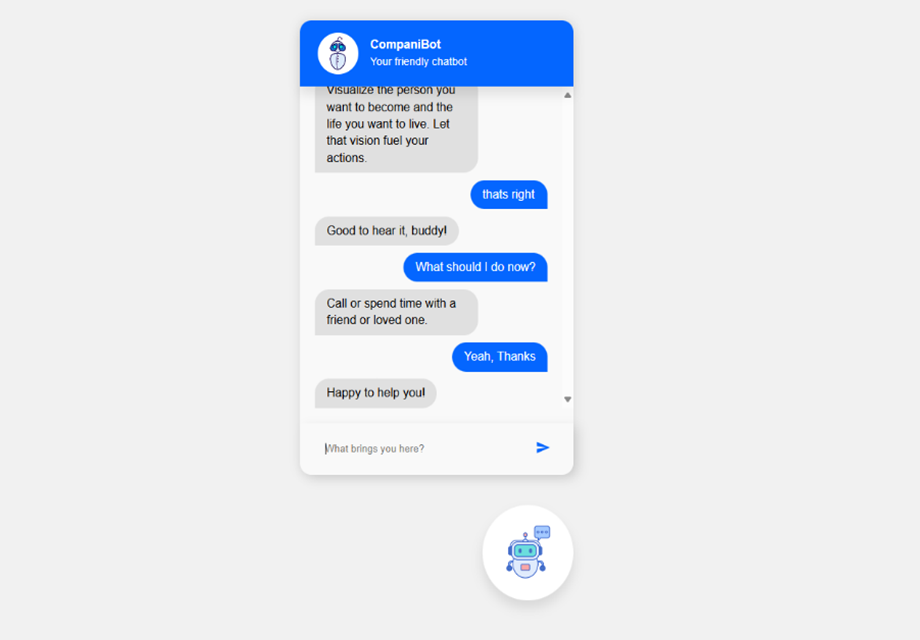 CompaniBot
Your friendly chatbot
Visualize the person you
want to become and the
life you want to live. Let
that vision fuel your
actions.
thats right
Good to hear it, buddy!
What should I do now?
Call or spend time with a
friend or loved one.
Yeah, Thanks
Happy to help you!
What brings you here?